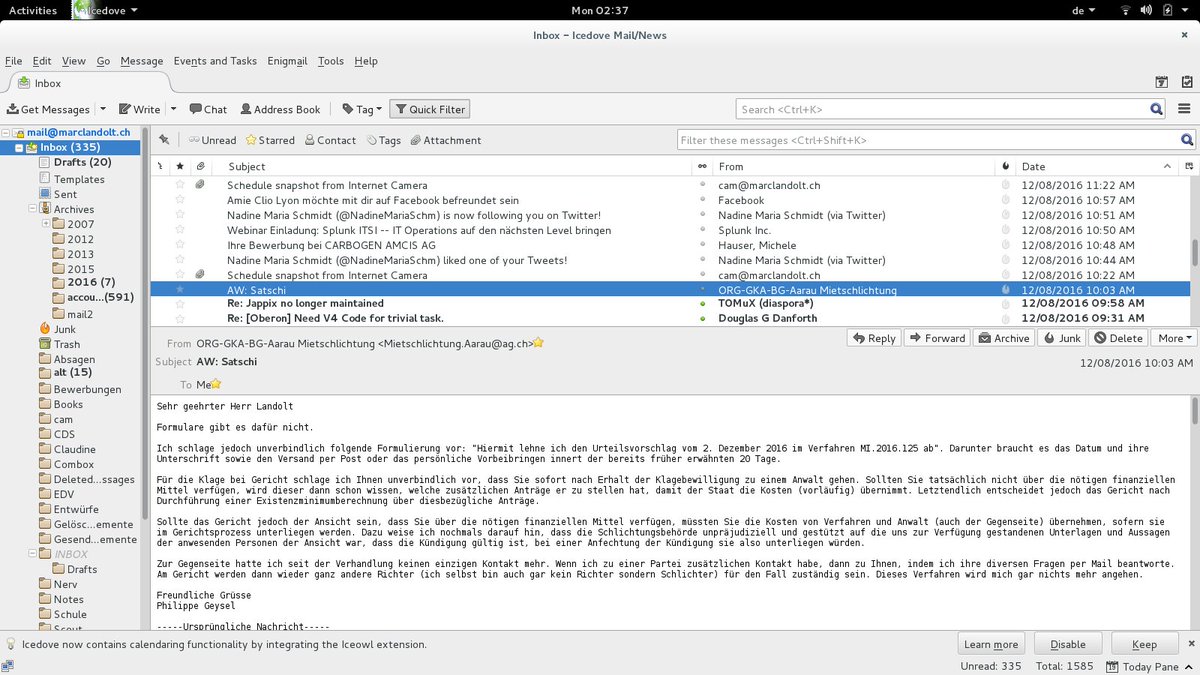 Activities Icedove Mon 02:37 de
Inbox – Icedove Mail/News
File Edit View Go Message Events and Tasks Enigmail Tools Help
Inbox
Get Messages Write Chat Address Book Tag Quick Filter Search <Ctrl+K>
mail@marclandolt.ch
Inbox (335)
Drafts (20)
Templates
Sent
Archives
2007
2012
2013
2015
2016 (7)
accou...(591)
mail2
Junk
Trash
Absagen
alt (15)
Bewerbungen
Books
cam
CDS
Claudine
Combox
Deleted...ssages
EDV
Entwürfe
Gelösc...emente
Gesend...emente
INBOX
Drafts
Nerv
Notes
Schule
Scout
Unread Starred Contact Tags Attachment Filter these messages <Ctrl+Shift+K>
Subject From Date
Schedule snapshot from Internet Camera cam@marclandolt.ch 12/08/2016 11:22 AM
Amie Clio Lyon möchte mit dir auf Facebook befreundet sein Facebook 12/08/2016 10:57 AM
Nadine Maria Schmidt (@NadineMariaSchm) is now following you on Twitter! Nadine Maria Schmidt (via Twitter) 12/08/2016 10:51 AM
Webinar Einladung: Splunk ITSI -- IT Operations auf den nächsten Level bringen Splunk Inc. 12/08/2016 10:50 AM
Ihre Bewerbung bei CARBOGEN AMCIS AG Hauser, Michele 12/08/2016 10:48 AM
Nadine Maria Schmidt (@NadineMariaSchm) liked one of your Tweets! Nadine Maria Schmidt (via Twitter) 12/08/2016 10:44 AM
Schedule snapshot from Internet Camera cam@marclandolt.ch 12/08/2016 10:22 AM
AW: Satschi ORG-GKA-BG-Aarau Mietschlichtung 12/08/2016 10:03 AM
Re: Jappix no longer maintained TOMuX (diaspora*) 12/08/2016 09:58 AM
Re: [Oberon] Need V4 Code for trivial task. Douglas G Danforth 12/08/2016 09:31 AM
From ORG-GKA-BG-Aarau Mietschlichtung <Mietschlichtung.Aarau@ag.ch> Reply Forward Archive Junk Delete More
Subject AW: Satschi 12/08/2016 10:03 AM
To Me
Sehr geehrter Herr Landolt
Formulare gibt es dafür nicht.
Ich schlage jedoch unverbindlich folgende Formulierung vor: "Hiermit lehne ich den Urteilsvorschlag vom 2. Dezember 2016 im Verfahren MI.2016.125 ab". Darunter braucht es das Datum und ihre
Unterschrift sowie den Versand per Post oder das persönliche Vorbeibringen innert der bereits früher erwähnten 20 Tage.
Für die Klage bei Gericht schlage ich Ihnen unverbindlich vor, dass Sie sofort nach Erhalt der Klagebewilligung zu einem Anwalt gehen. Sollten Sie tatsächlich nicht über die nötigen finanziellen
Mittel verfügen, wird dieser dann schon wissen, welche zusätzlichen Anträge er zu stellen hat, damit der Staat die Kosten (vorläufig) übernimmt. Letztendlich entscheidet jedoch das Gericht nach
Durchführung einer Existenzminimumberechnung über diesbezügliche Anträge.
Sollte das Gericht jedoch der Ansicht sein, dass Sie über die nötigen finanziellen Mittel verfügen, müssten Sie die Kosten von Verfahren und Anwalt (auch der Gegenseite) übernehmen, sofern sie
im Gerichtsprozess unterliegen werden. Dazu weise ich nochmals darauf hin, dass die Schlichtungsbehörde unpräjudiziell und gestützt auf die uns zur Verfügung gestandenen Unterlagen und Aussagen
der anwesenden Personen der Ansicht war, dass die Kündigung gültig ist, bei einer Anfechtung der Kündigung sie also unterliegen würden.
Zur Gegenseite hatte ich seit der Verhandlung keinen einzigen Kontakt mehr. Wenn ich zu einer Partei zusätzlichen Kontakt habe, dann zu Ihnen, indem ich ihre diversen Fragen per Mail beantworte.
Am Gericht werden dann wieder ganz andere Richter (ich selbst bin auch gar kein Richter sondern Schlichter) für den Fall zuständig sein. Dieses Verfahren wird mich gar nichts mehr angehen.
Freundliche Grüsse
Philippe Geysel
-----Ursprüngliche Nachricht-----
Icedove now contains calendaring functionality by integrating the Iceowl extension. Learn more Disable Keep
Unread: 335 Total: 1585 Today Pane